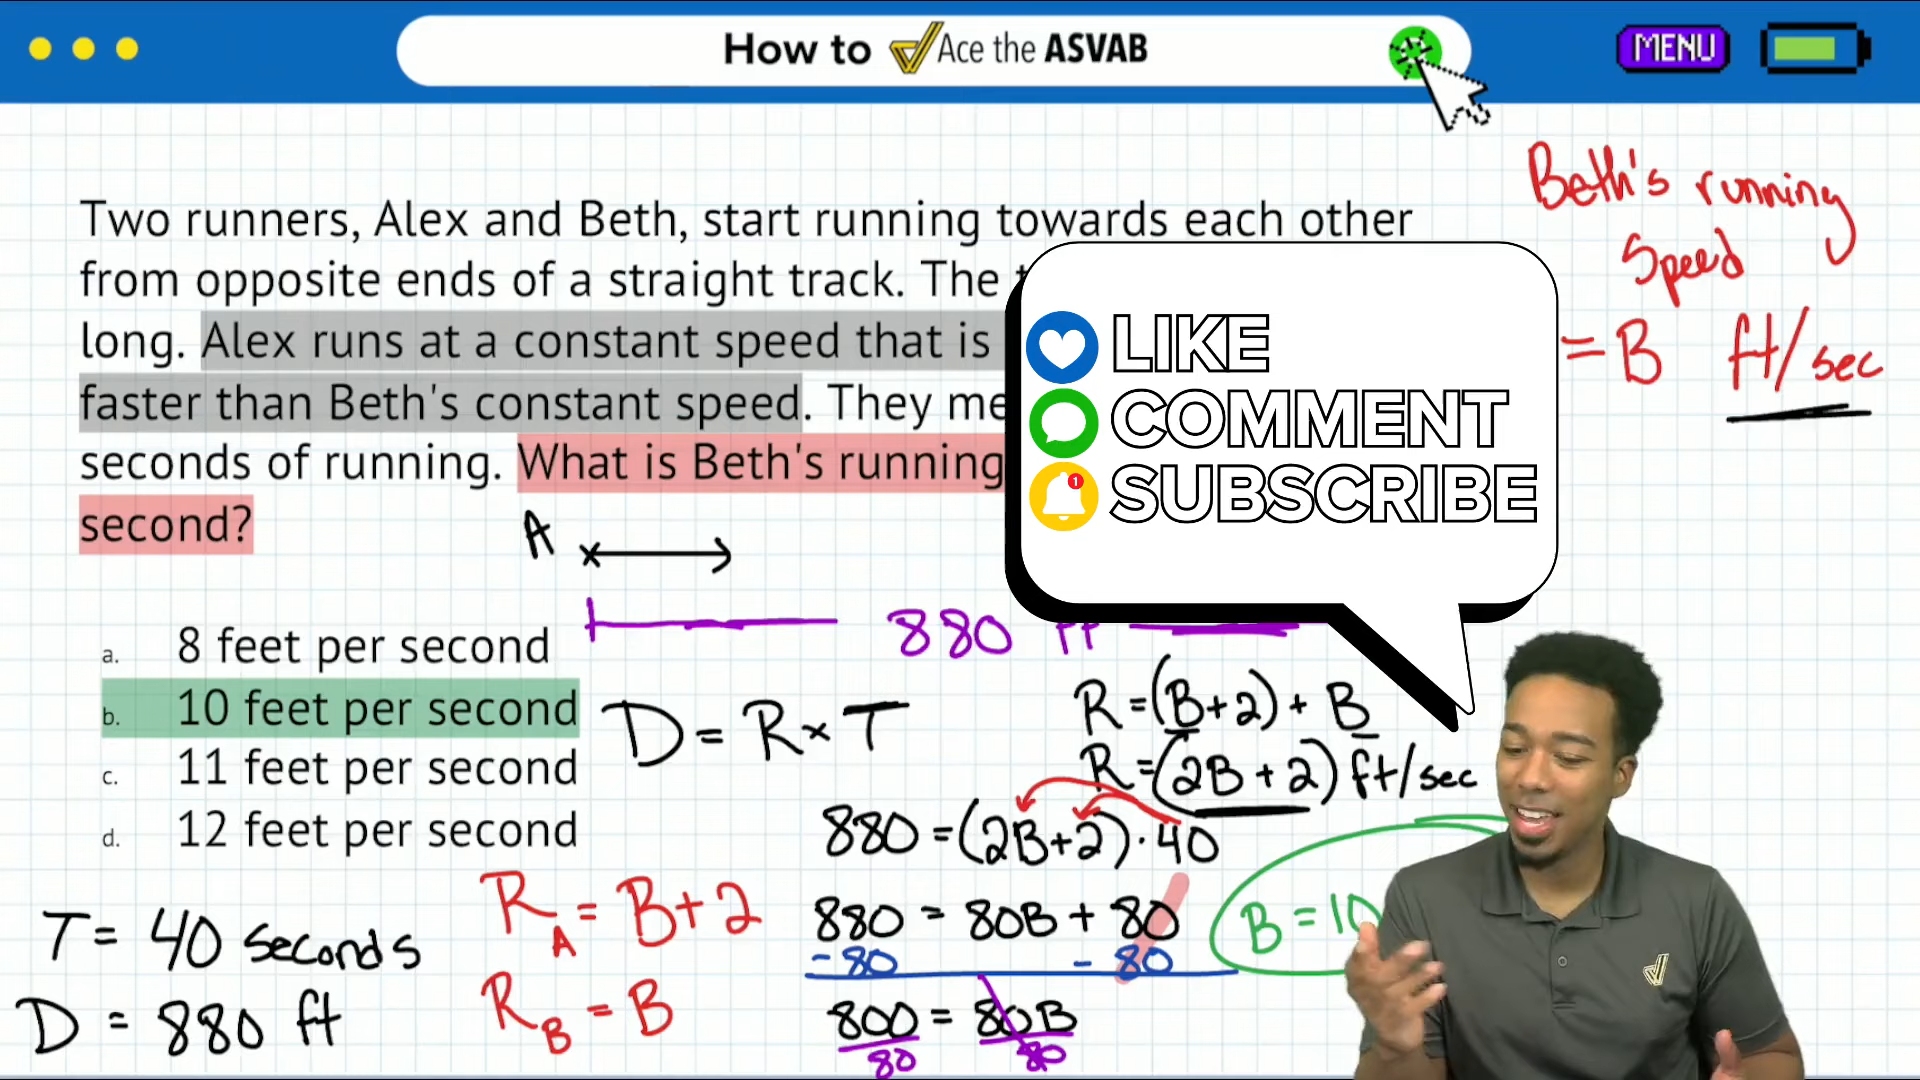 How to Ace the ASVAB
MENU
Beth's running
Speed
= B ft/sec
Two runners, Alex and Beth, start running towards each other
from opposite ends of a straight track. The
long. Alex runs at a constant speed that is
faster than Beth's constant speed. They
seconds of running. What is Beth's running
second?
LIKE
COMMENT
1
SUBSCRIBE
A
880 ft
a. 8 feet per second
b. 10 feet per second
c. 11 feet per second
d. 12 feet per second
D = R x T
R = (B+2) + B
R = (2B + 2) ft/sec
880 = (2B+2) · 40
880 = 80B + 80
- 80 - 80
800 = 80B
80 80
B = 10
T = 40 seconds
D = 880 ft
R_A = B+2
R_B = B